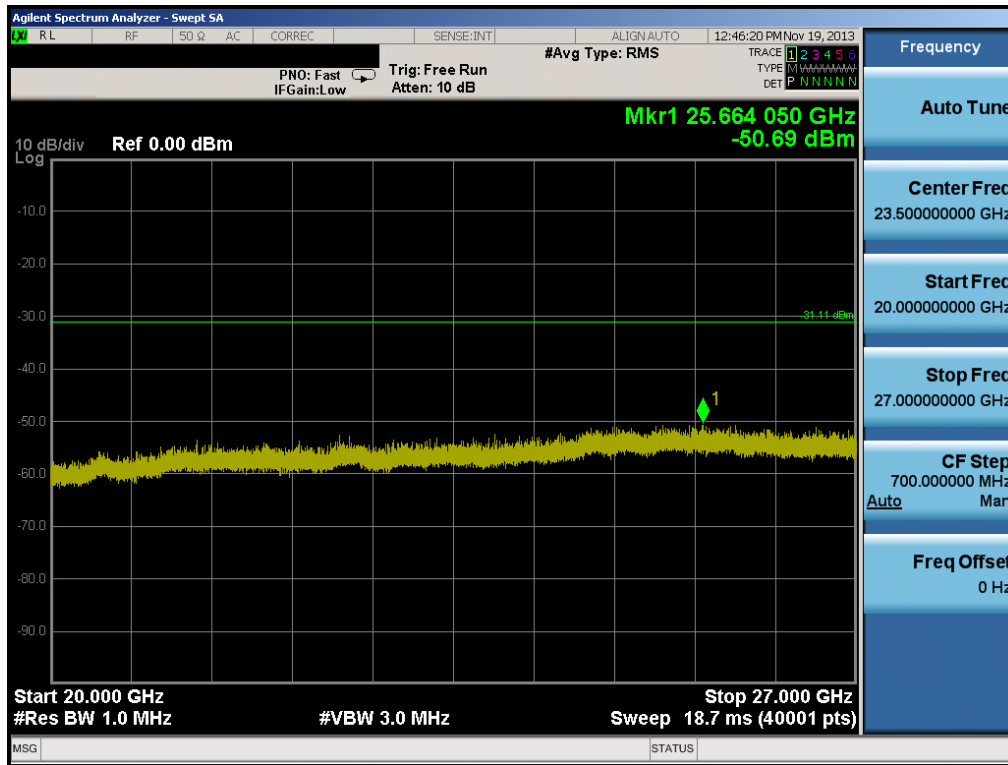 Agilent Spectrum Analyzer - Swept SA
LXI RL RF 50 Ω AC CORREC SENSE:INT ALIGN AUTO 12:46:20 PM Nov 19, 2013
#Avg Type: RMS TRACE 1 2 3 4 5 6
PNO: Fast Trig: Free Run TYPE M WWWWW
IFGain:Low Atten: 10 dB DET P N N N N N
Mkr1 25.664 050 GHz
-50.69 dBm
10 dB/div Ref 0.00 dBm
Log
-10.0
-20.0
-30.0
-31.11 dBm
-40.0
1
-50.0
-60.0
-70.0
-80.0
-90.0
Start 20.000 GHz Stop 27.000 GHz
#Res BW 1.0 MHz #VBW 3.0 MHz Sweep 18.7 ms (40001 pts)
MSG STATUS
Frequency
Auto Tune
Center Freq
23.500000000 GHz
Start Freq
20.000000000 GHz
Stop Freq
27.000000000 GHz
CF Step
700.000000 MHz
Auto Man
Freq Offset
0 Hz